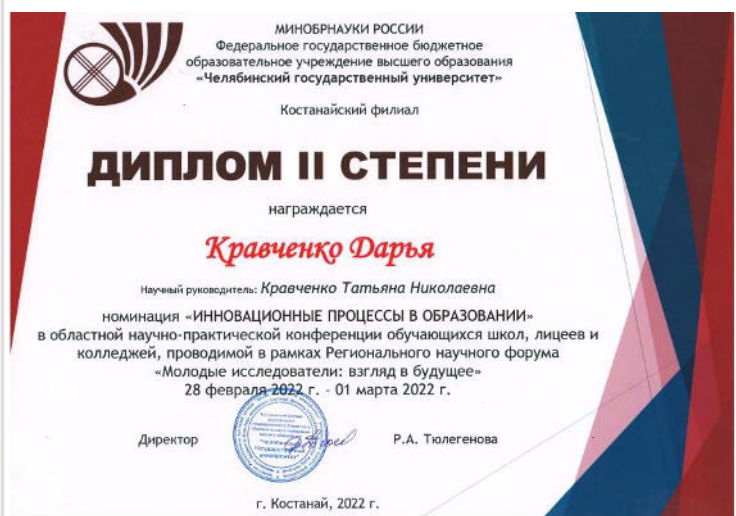 МИНОБРНАУКИ РОССИИ
Федеральное государственное бюджетное
образовательное учреждение высшего образования
«Челябинский государственный университет»
Костанайский филиал
ДИПЛОМ II СТЕПЕНИ
награждается
Кравченко Дарья
Научный руководитель: Кравченко Татьяна Николаевна
номинация «ИННОВАЦИОННЫЕ ПРОЦЕССЫ В ОБРАЗОВАНИИ»
в областной научно-практической конференции обучающихся школ, лицеев и
колледжей, проводимой в рамках Регионального научного форума
«Молодые исследователи: взгляд в будущее»
28 февраля 2022 г. - 01 марта 2022 г.
Директор
Р.А. Тюлегенова
г. Костанай, 2022 г.